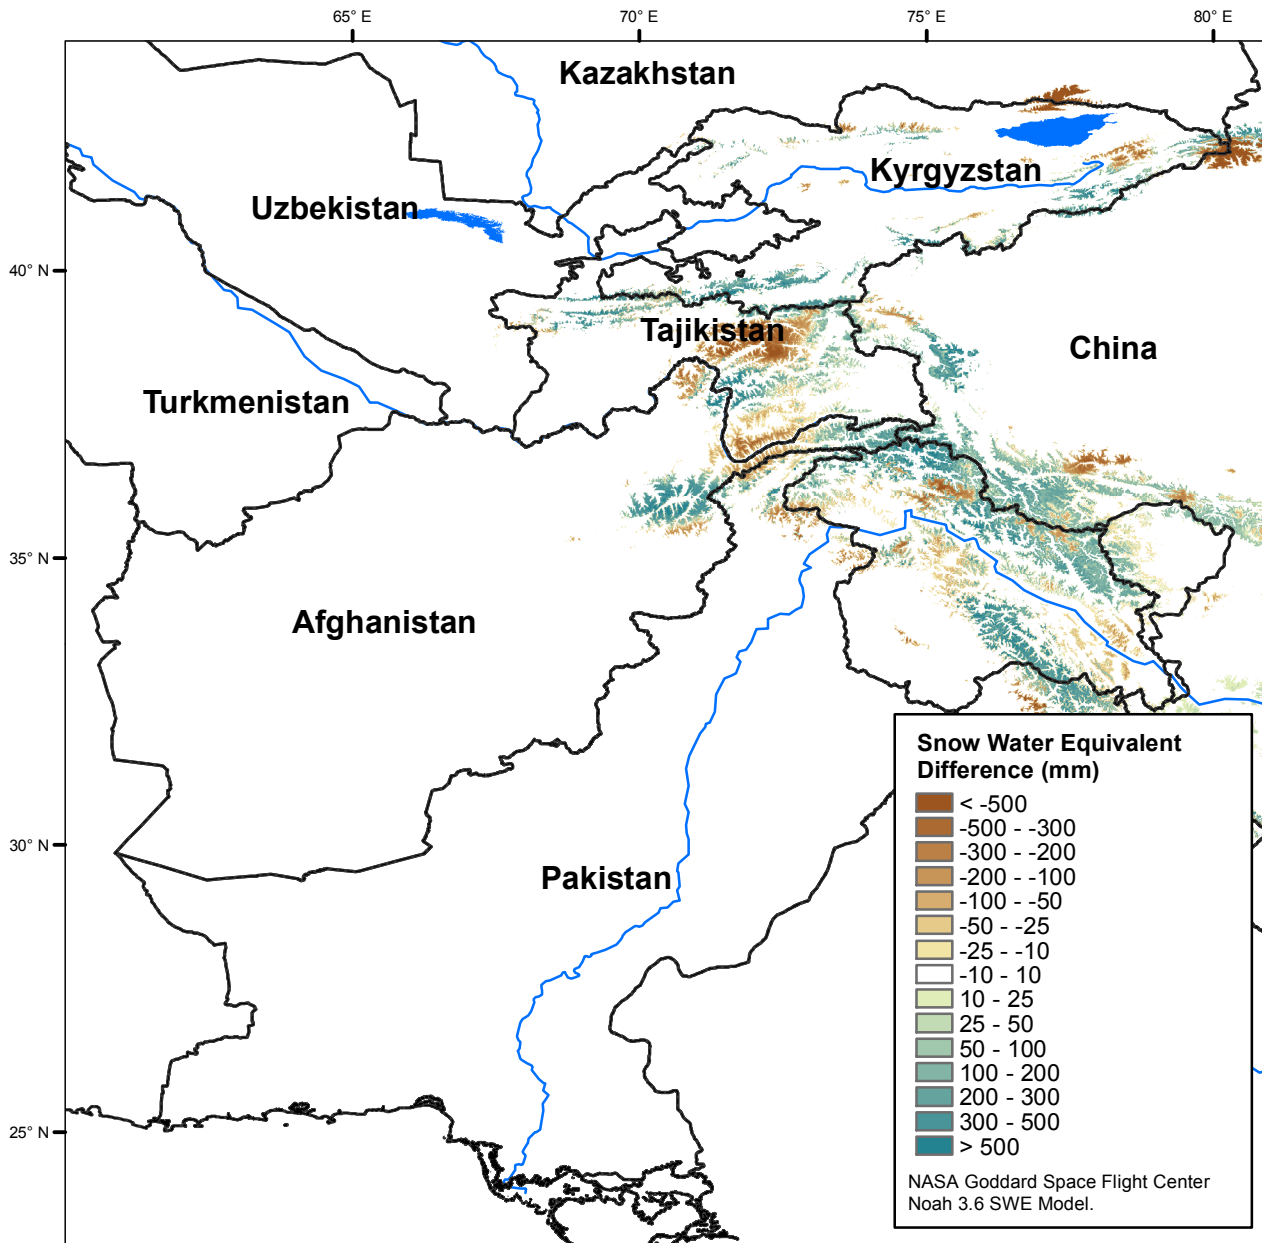 65° E
70° E
75° E
80° E
Kazakhstan
Kyrgyzstan
Uzbekistan
40° N
Tajikistan
China
Turkmenistan
35° N
Afghanistan
30° N
Pakistan
25° N
Snow Water Equivalent
Difference (mm)
< -500
-500 - -300
-300 - -200
-200 - -100
-100 - -50
-50 - -25
-25 - -10
-10 - 10
10 - 25
25 - 50
50 - 100
100 - 200
200 - 300
300 - 500
> 500
NASA Goddard Space Flight Center
Noah 3.6 SWE Model.